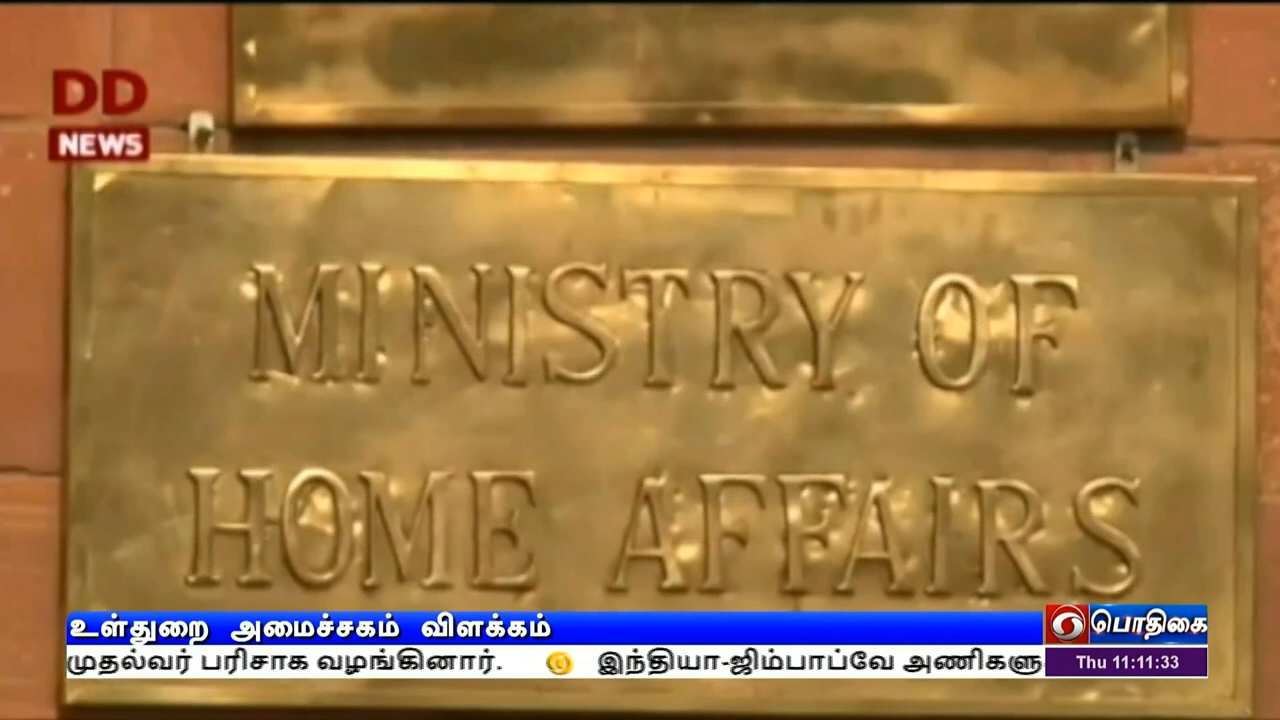 DD
NEWS
MINISTRY OF
HOME AFFAIRS
உள்துறை அமைச்சகம் விளக்கம்
பொதிகை
முதல்வர் பரிசாக வழங்கினார். இந்தியா-ஜிம்பாப்வே அணிகளு
Thu 11:11:33